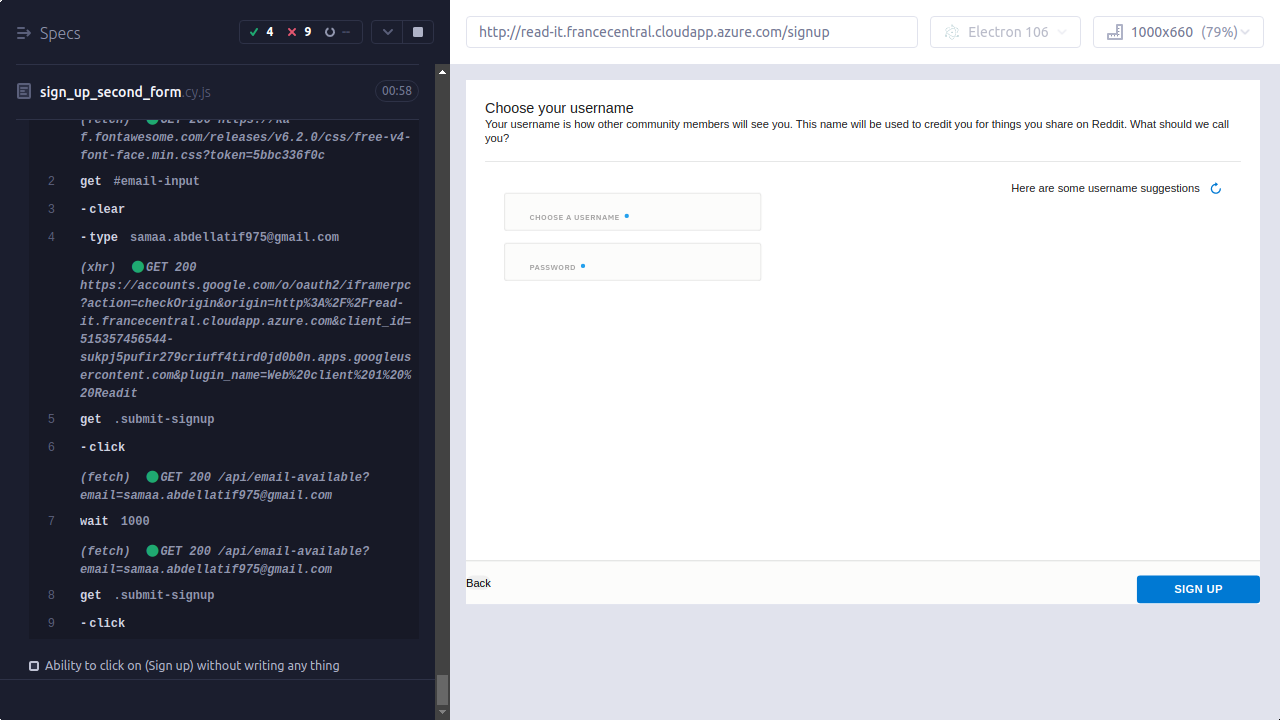 Specs
4
9
--
http://read-it.francecentral.cloudapp.azure.com/signup
Electron 106
1000x660 (79%)
sign_up_second_form.cy.js
00:58
(fetch) GET 200 https://ka-
f.fontawesome.com/releases/v6.2.0/css/free-v4-
font-face.min.css?token=5bbc336f0c
2 get #email-input
3 -clear
4 -type samaa.abdellatif975@gmail.com
(xhr) GET 200
https://accounts.google.com/o/oauth2/iframerpc
?action=checkOrigin&origin=http%3A%2F%2Fread-
it.francecentral.cloudapp.azure.com&client_id=
515357456544-
sukpj5pufir279criuff4tird0jd0b0n.apps.googleus
ercontent.com&plugin_name=Web%20client%201%20%
20Readit
5 get .submit-signup
6 -click
(fetch) GET 200 /api/email-available?
email=samaa.abdellatif975@gmail.com
7 wait 1000
(fetch) GET 200 /api/email-available?
email=samaa.abdellatif975@gmail.com
8 get .submit-signup
9 -click
Ability to click on (Sign up) without writing any thing
Choose your username
Your username is how other community members will see you. This name will be used to credit you for things you share on Reddit. What should we call
you?
Here are some username suggestions
CHOOSE A USERNAME
PASSWORD
Back
SIGN UP